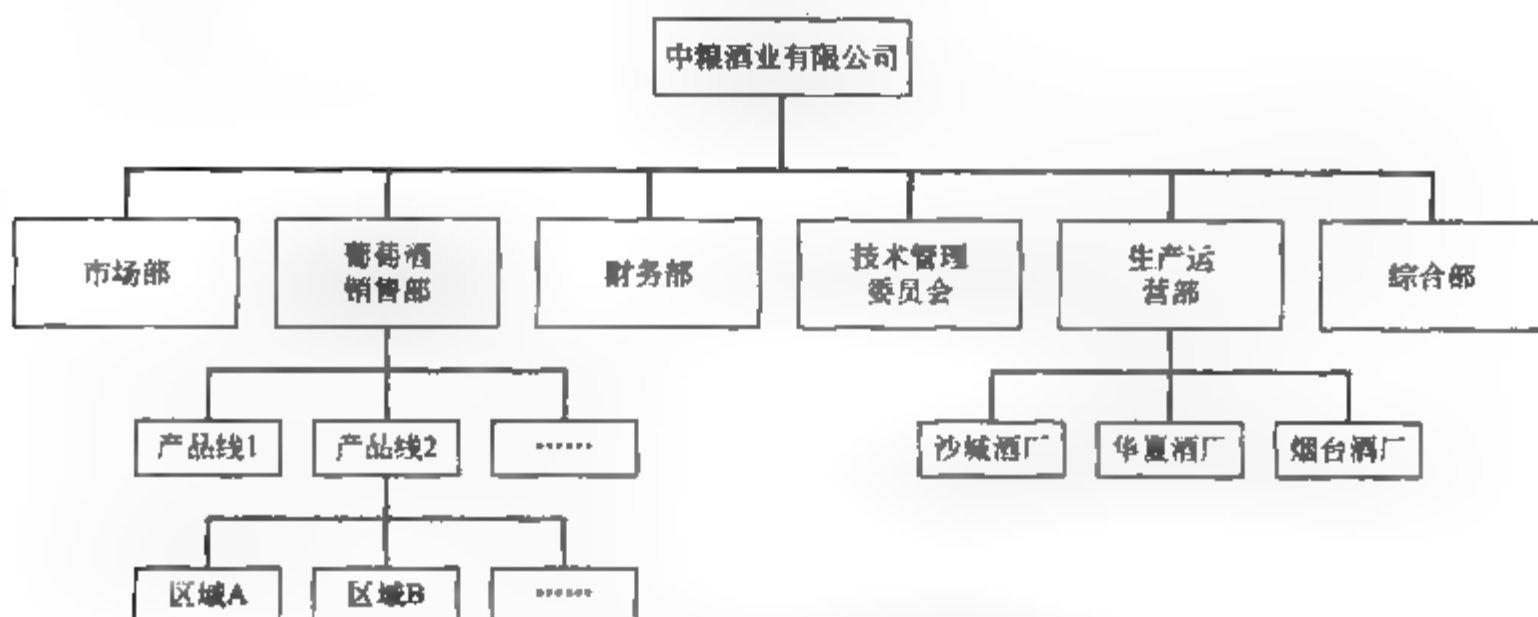 中粮酒业有限公司
市场部
葡萄酒
销售部
财务部
技术管理
委员会
生产运
营部
综合部
产品线1
产品线2
……
沙城酒厂
华夏酒厂
烟台酒厂
区域A
区域B
……